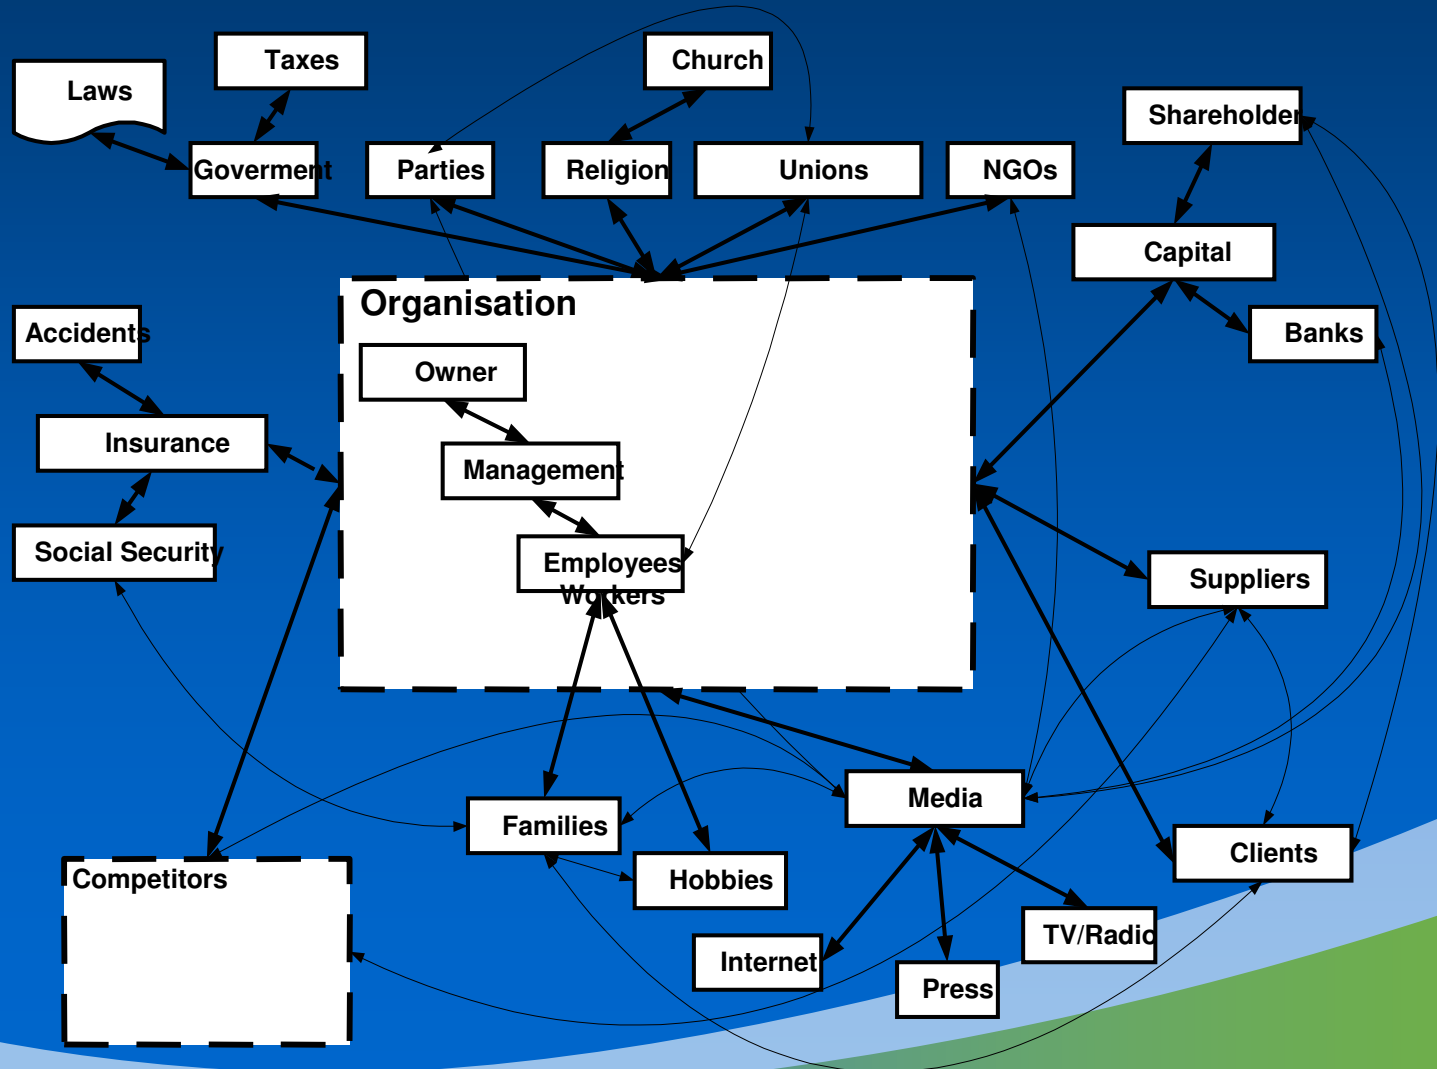 Taxes
Church
Laws
Shareholder
Goverment
Parties
Religion
Unions
NGOs
Capital
Organisation
Accidents
Banks
Owner
Insurance
Management
Social Security
Employees
Workers
Suppliers
Media
Families
Clients
Competitors
Hobbies
TV/Radio
Internet
Press